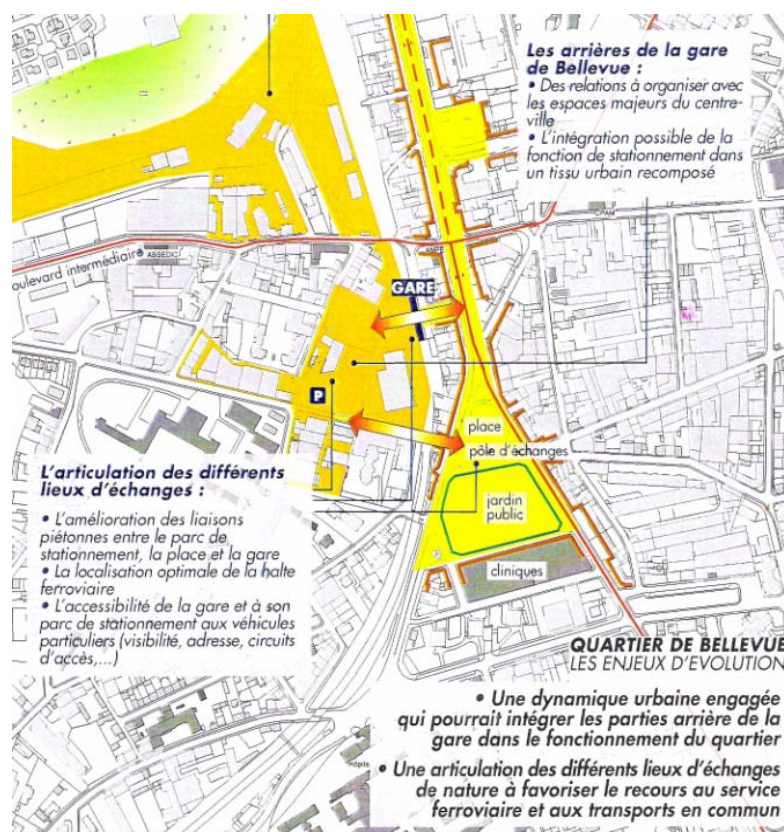 Les arrières de la gare
de Bellevue :
• Des relations à organiser avec
les espaces majeurs du centre-
ville
• L'intégration possible de la
fonction de stationnement dans
un tissu urbain recomposé
CPAM
ANPE
boulevard intermédiaire
ASSEDIC
GARE
P
place
pôle d'échanges
jardin
public
cliniques
L'articulation des différents
lieux d'échanges :
• L'amélioration des liaisons
piétonnes entre le parc de
stationnement, la place et la gare
• La localisation optimale de la halte
ferroviaire
• L'accessibilité de la gare et à son
parc de stationnement aux véhicules
particuliers (visibilité, adresse, circuits
d'accès,...)
QUARTIER DE BELLEVUE
LES ENJEUX D'EVOLUTION
• Une dynamique urbaine engagée
qui pourrait intégrer les parties arrière de la
gare dans le fonctionnement du quartier
• Une articulation des différents lieux d'échanges
de nature à favoriser le recours au service
ferroviaire et aux transports en commun